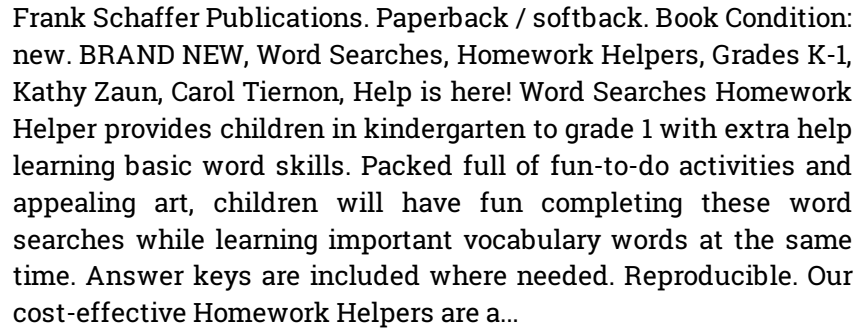 Frank Schaffer Publications. Paperback / softback. Book Condition:
new. BRAND NEW, Word Searches, Homework Helpers, Grades K-1,
Kathy Zaun, Carol Tiernon, Help is here! Word Searches Homework
Helper provides children in kindergarten to grade 1 with extra help
learning basic word skills. Packed full of fun-to-do activities and
appealing art, children will have fun completing these word
searches while learning important vocabulary words at the same
time. Answer keys are included where needed. Reproducible. Our
cost-effective Homework Helpers are a...